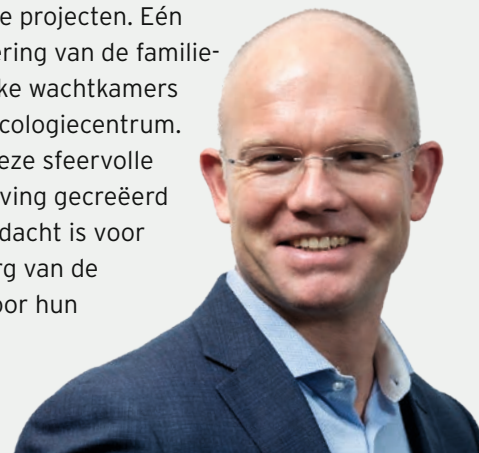 e projecten. Eén
ering van de familie-
ke wachtkamers
cologiecentrum.
eze sfeervolle
ving gecreëerd
dacht is voor
rg van de
oor hun